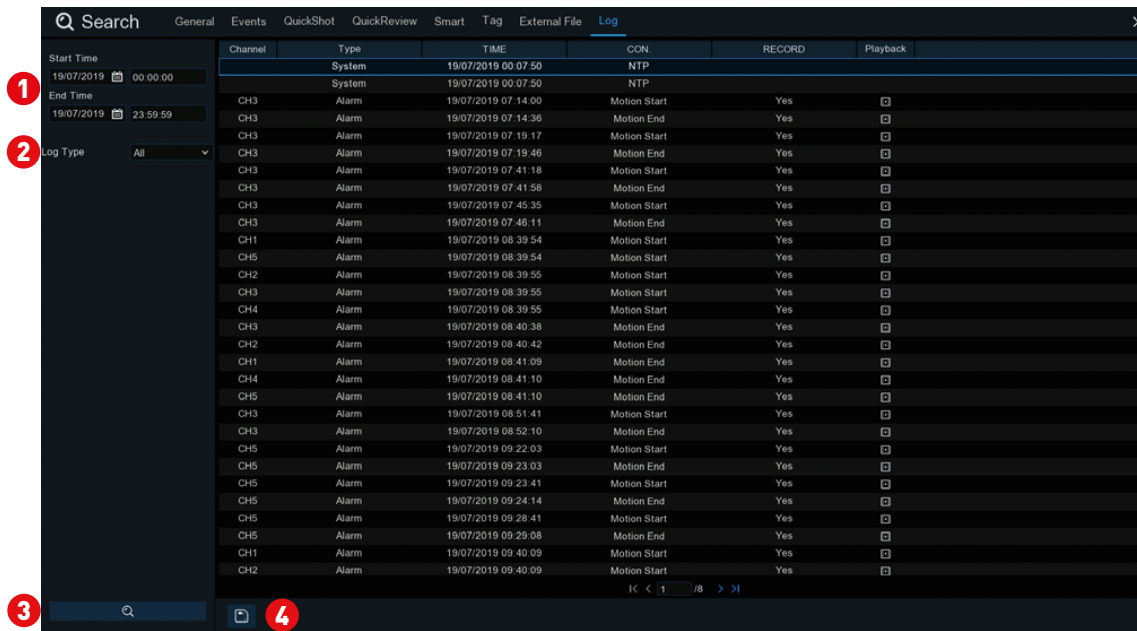 Search General Events QuickShot QuickReview Smart Tag External File Log
Start Time
1
19/07/2019 00:00:00
End Time
19/07/2019 23:59:59
2
Log Type All
Channel Type TIME CON. RECORD Playback
System 19/07/2019 00:07:50 NTP
System 19/07/2019 00:07:50 NTP
CH3 Alarm 19/07/2019 07:14:00 Motion Start Yes
CH3 Alarm 19/07/2019 07:14:36 Motion End Yes
CH3 Alarm 19/07/2019 07:19:17 Motion Start Yes
CH3 Alarm 19/07/2019 07:19:46 Motion End Yes
CH3 Alarm 19/07/2019 07:41:18 Motion Start Yes
CH3 Alarm 19/07/2019 07:41:58 Motion End Yes
CH3 Alarm 19/07/2019 07:45:35 Motion Start Yes
CH3 Alarm 19/07/2019 07:46:11 Motion End Yes
CH1 Alarm 19/07/2019 08:39:54 Motion Start Yes
CH5 Alarm 19/07/2019 08:39:54 Motion Start Yes
CH2 Alarm 19/07/2019 08:39:55 Motion Start Yes
CH3 Alarm 19/07/2019 08:39:55 Motion Start Yes
CH4 Alarm 19/07/2019 08:39:55 Motion Start Yes
CH3 Alarm 19/07/2019 08:40:38 Motion End Yes
CH2 Alarm 19/07/2019 08:40:42 Motion End Yes
CH1 Alarm 19/07/2019 08:41:09 Motion End Yes
CH4 Alarm 19/07/2019 08:41:10 Motion End Yes
CH5 Alarm 19/07/2019 08:41:10 Motion End Yes
CH3 Alarm 19/07/2019 08:51:41 Motion Start Yes
CH3 Alarm 19/07/2019 08:52:10 Motion End Yes
CH5 Alarm 19/07/2019 09:22:03 Motion Start Yes
CH5 Alarm 19/07/2019 09:23:03 Motion End Yes
CH5 Alarm 19/07/2019 09:23:41 Motion Start Yes
CH5 Alarm 19/07/2019 09:24:14 Motion End Yes
CH5 Alarm 19/07/2019 09:28:41 Motion Start Yes
CH5 Alarm 19/07/2019 09:29:08 Motion End Yes
CH1 Alarm 19/07/2019 09:40:09 Motion Start Yes
CH2 Alarm 19/07/2019 09:40:09 Motion Start Yes
1 /8
3
4